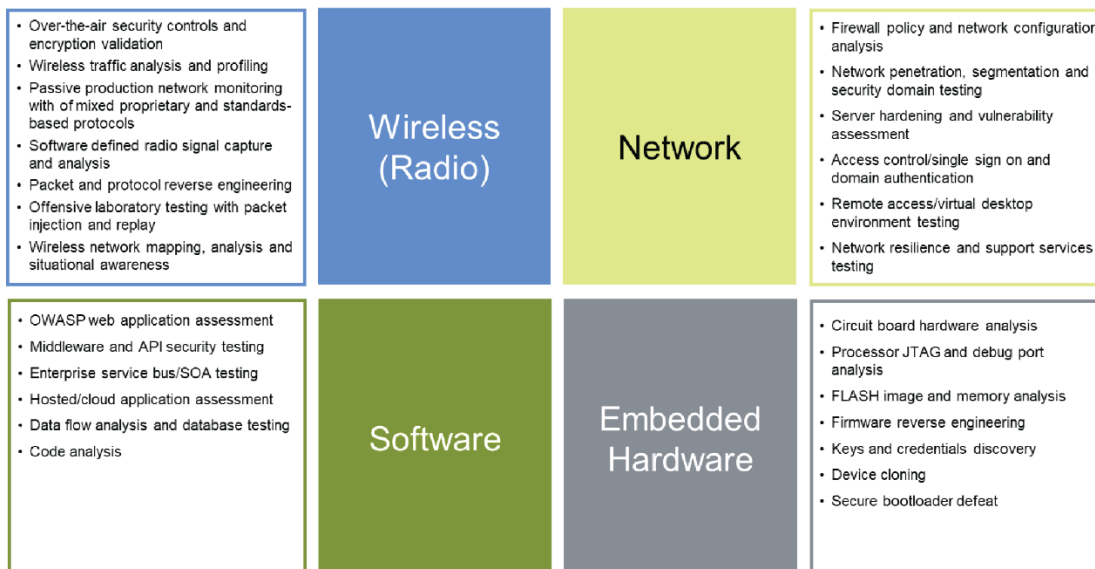 • Over-the-air security controls and
encryption validation
• Wireless traffic analysis and profiling
• Passive production network monitoring
with of mixed proprietary and standards-
based protocols
• Software defined radio signal capture
and analysis
• Packet and protocol reverse engineering
• Offensive laboratory testing with packet
injection and replay
• Wireless network mapping, analysis and
situational awareness
Wireless
(Radio)
Network
• Firewall policy and network configuration
analysis
• Network penetration, segmentation and
security domain testing
• Server hardening and vulnerability
assessment
• Access control/single sign on and
domain authentication
• Remote access/virtual desktop
environment testing
• Network resilience and support services
testing
• OWASP web application assessment
• Middleware and API security testing
• Enterprise service bus/SOA testing
• Hosted/cloud application assessment
• Data flow analysis and database testing
• Code analysis
Software
Embedded
Hardware
• Circuit board hardware analysis
• Processor JTAG and debug port
analysis
• FLASH image and memory analysis
• Firmware reverse engineering
• Keys and credentials discovery
• Device cloning
• Secure bootloader defeat